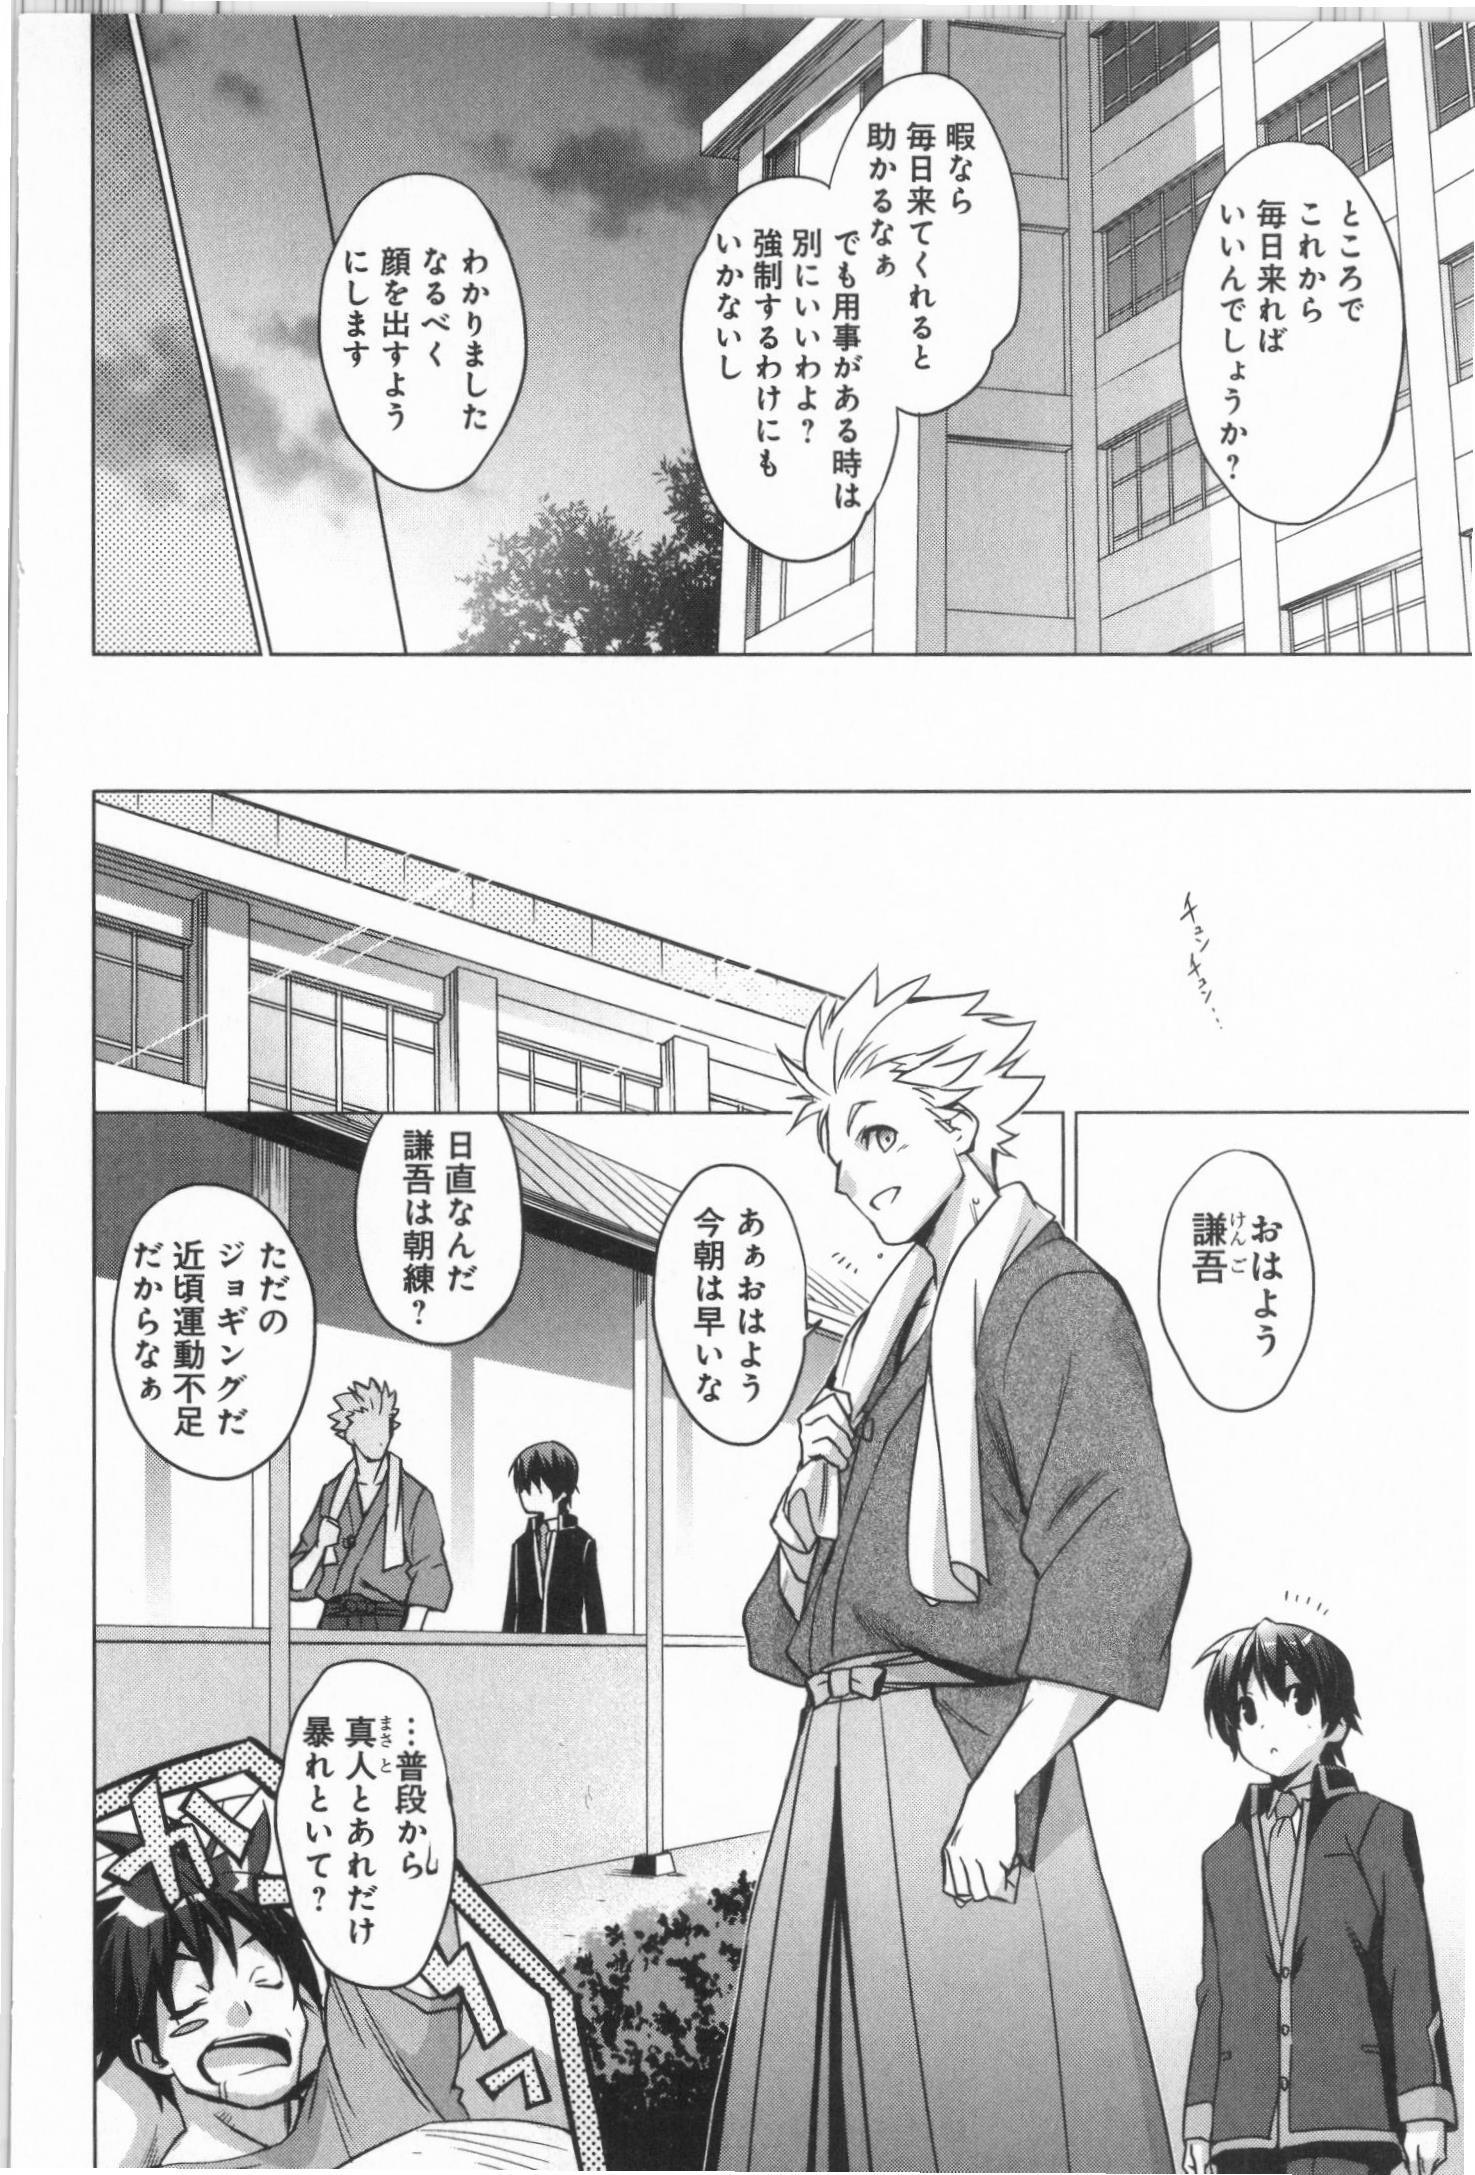 ところで
これから
毎日来れば
いいんでしょうか?
暇なら
毎日来てくれると
助かるなぁ
でも用事がある時は
別にいいわよ?
強制するわけにも
いかないし
わかりました
なるべく
顔を出すよう
にします
チュンチュン…
おはよう
謙吾
けんご
あぁおはよう
今朝は早いな
日直なんだ
謙吾は朝練?
ただの
ジョギングだ
近頃運動不足
だからなぁ
…普段から
真人とあれだけ
まさと
暴れといて?